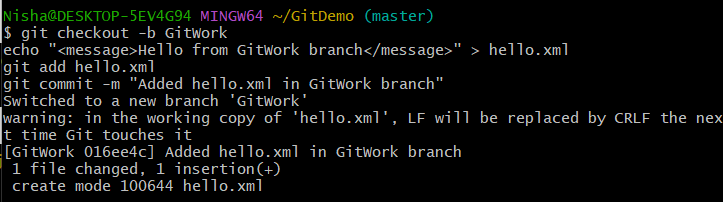 Nisha@DESKTOP-5EV4G94 MINGW64 ~/GitDemo (master)
$ git checkout -b GitWork
echo "<message>Hello from GitWork branch</message>" > hello.xml
git add hello.xml
git commit -m "Added hello.xml in GitWork branch"
Switched to a new branch 'GitWork'
warning: in the working copy of 'hello.xml', LF will be replaced by CRLF the nex
t time Git touches it
[GitWork 016ee4c] Added hello.xml in GitWork branch
 1 file changed, 1 insertion(+)
 create mode 100644 hello.xml